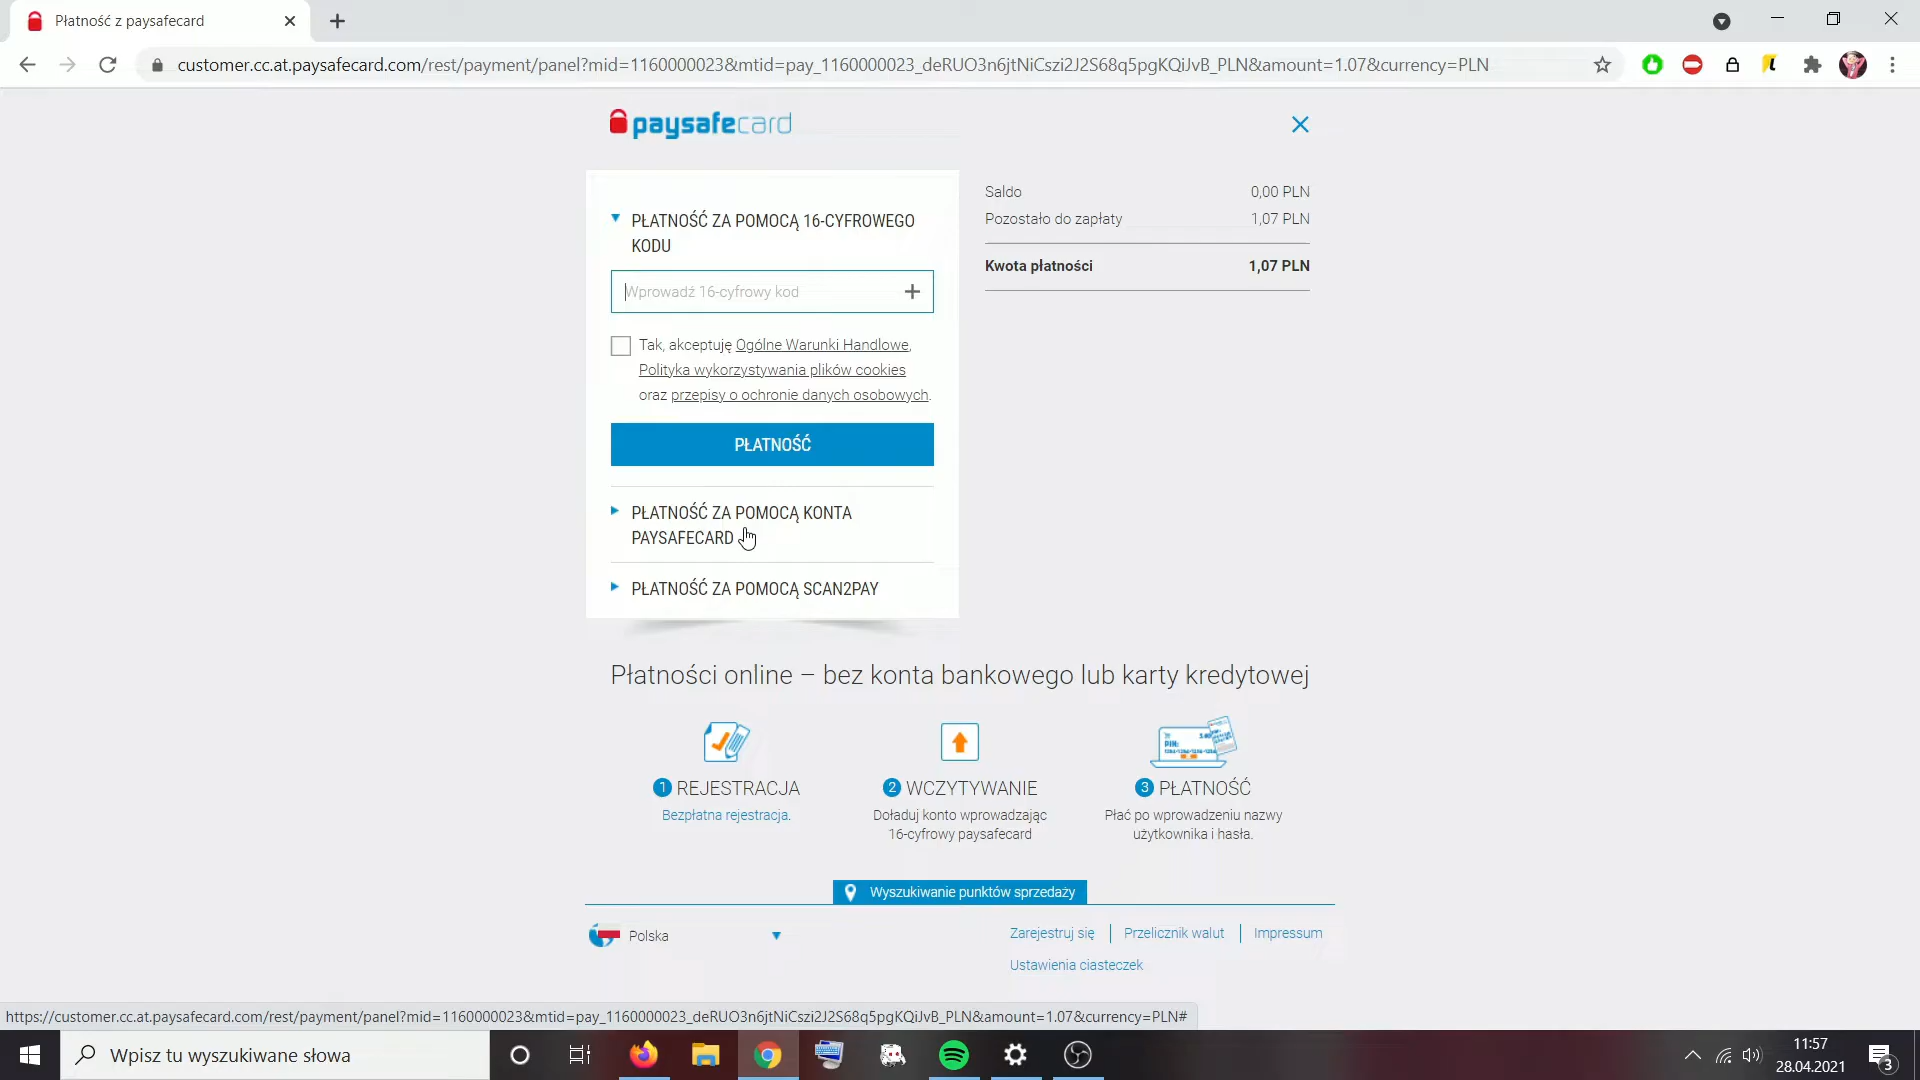 Płatność z paysafecard
customer.cc.at.paysafecard.com/rest/payment/panel?mid=1160000023&mtid=pay_1160000023_deRUO3n6jtNiCszi2J2S68q5pgKQiJvB_PLN&amount=1.07&currency=PLN
paysafecard
PŁATNOŚĆ ZA POMOCĄ 16-CYFROWEGO
KODU
Wprowadź 16-cyfrowy kod
Tak, akceptuję Ogólne Warunki Handlowe,
Polityka wykorzystywania plików cookies
oraz przepisy o ochronie danych osobowych.
PŁATNOŚĆ
PŁATNOŚĆ ZA POMOCĄ KONTA
PAYSAFECARD
PŁATNOŚĆ ZA POMOCĄ SCAN2PAY
Saldo 0,00 PLN
Pozostało do zapłaty 1,07 PLN
Kwota płatności 1,07 PLN
Płatności online – bez konta bankowego lub karty kredytowej
1 REJESTRACJA
Bezpłatna rejestracja.
2 WCZYTYWANIE
Doładuj konto wprowadzając
16-cyfrowy paysafecard
PIN:
3 PŁATNOŚĆ
Płać po wprowadzeniu nazwy
użytkownika i hasła.
Wyszukiwanie punktów sprzedaży
Polska
Zarejestruj się Przelicznik walut Impressum
Ustawienia ciasteczek
https://customer.cc.at.paysafecard.com/rest/payment/panel?mid=1160000023&mtid=pay_1160000023_deRUO3n6jtNiCszi2J2S68q5pgKQiJvB_PLN&amount=1.07&currency=PLN#
Wpisz tu wyszukiwane słowa
11:57
28.04.2021
3